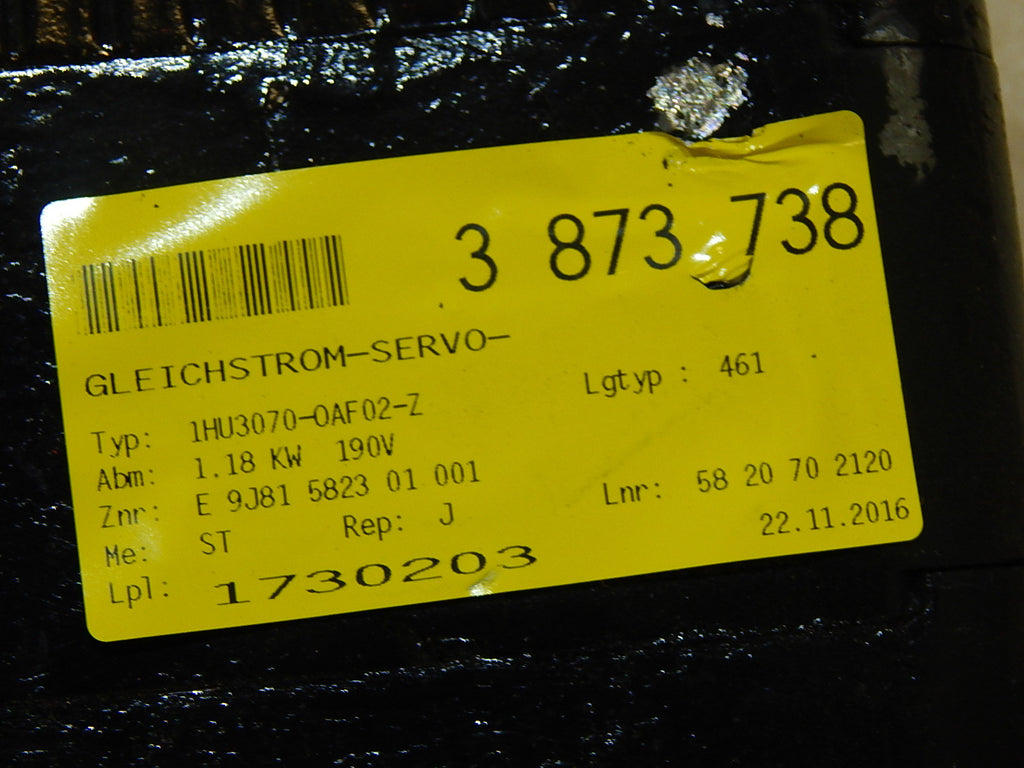 3 873 738
GLEICHSTROM-SERVO-
Typ: 1HU3070-0AF02-Z Lgtyp : 461
Abm: 1.18 KW 190V
Znr: E 9J81 5823 01 001 Lnr: 58 20 70 2120
Me: ST Rep: J 22.11.2016
Lpl: 1730203